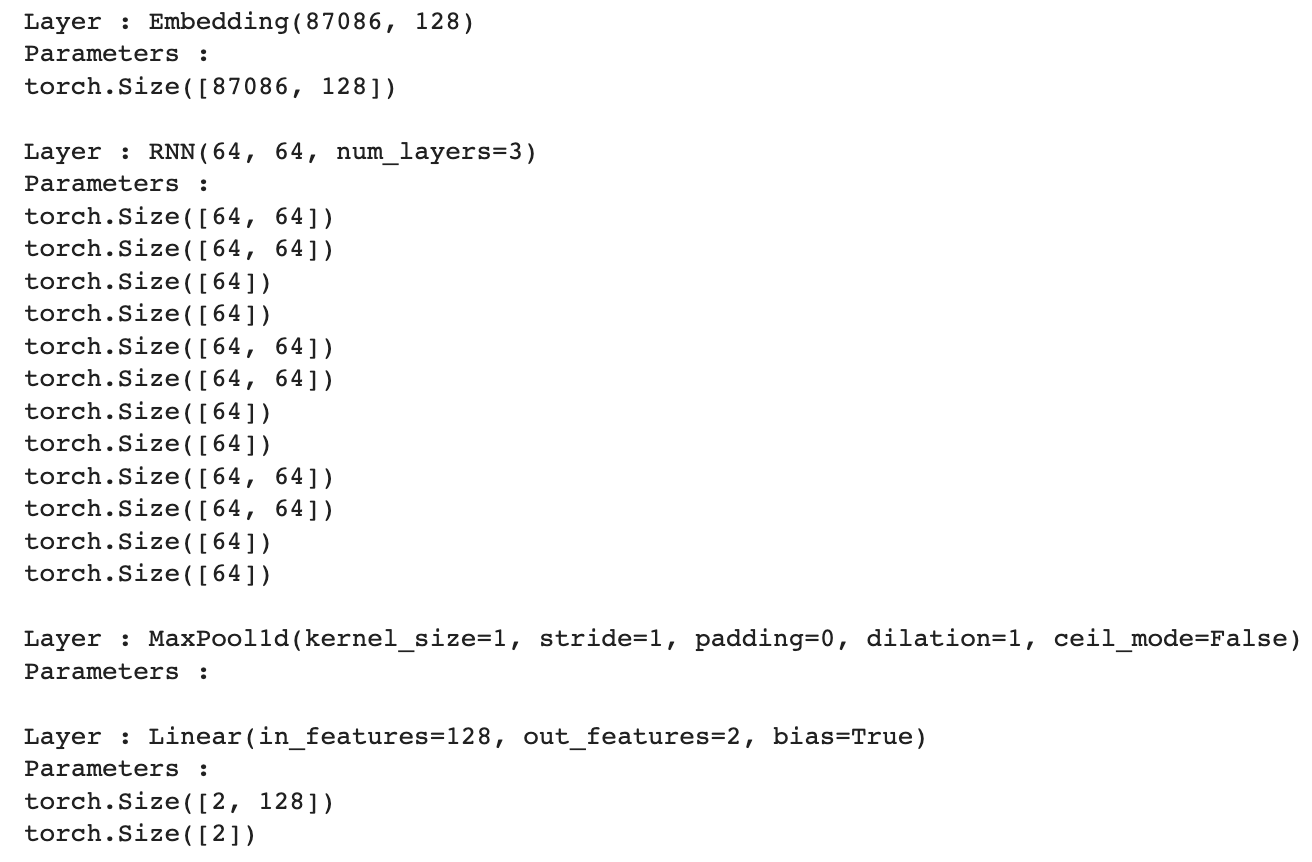 Layer : Embedding(87086, 128)
Parameters :
torch.Size([87086, 128])
Layer : RNN(64, 64, num_layers=3)
Parameters :
torch.Size([64, 64])
torch.Size([64, 64])
torch.Size([64])
torch.Size([64])
torch.Size([64, 64])
torch.Size([64, 64])
torch.Size([64])
torch.Size([64])
torch.Size([64, 64])
torch.Size([64, 64])
torch.Size([64])
torch.Size([64])
Layer : MaxPool1d(kernel_size=1, stride=1, padding=0, dilation=1, ceil_mode=False)
Parameters :
Layer : Linear(in_features=128, out_features=2, bias=True)
Parameters :
torch.Size([2, 128])
torch.Size([2])